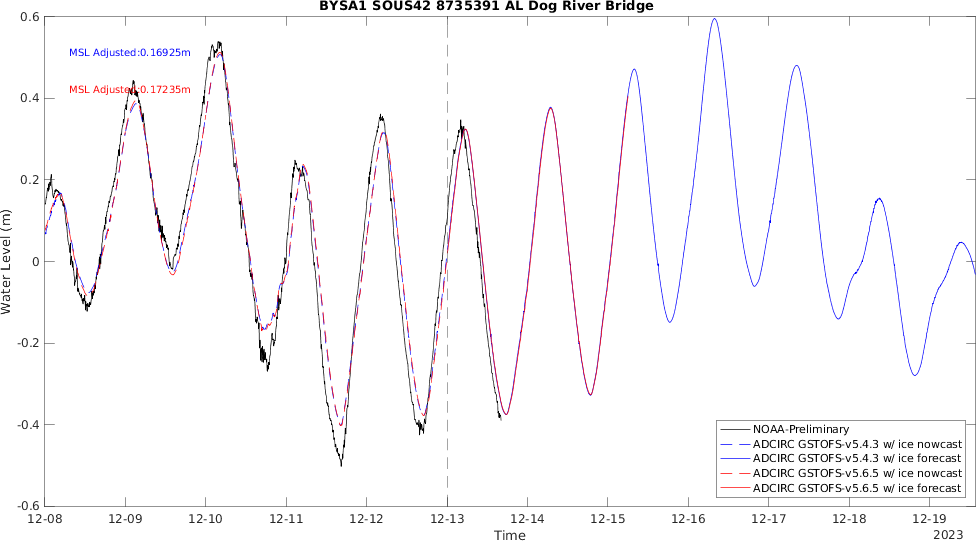 BYSA1 SOUS42 8735391 AL Dog River Bridge
MSL Adjusted:0.16925m
MSL Adjusted:0.17235m
Water Level (m)
0.6
0.4
0.2
0
-0.2
-0.4
-0.6
NOAA-Preliminary
ADCIRC GSTOFS-v5.4.3 w/ ice nowcast
ADCIRC GSTOFS-v5.4.3 w/ ice forecast
ADCIRC GSTOFS-v5.6.5 w/ ice nowcast
ADCIRC GSTOFS-v5.6.5 w/ ice forecast
12-08 12-09 12-10 12-11 12-12 12-13 12-14 12-15 12-16 12-17 12-18 12-19
Time
2023